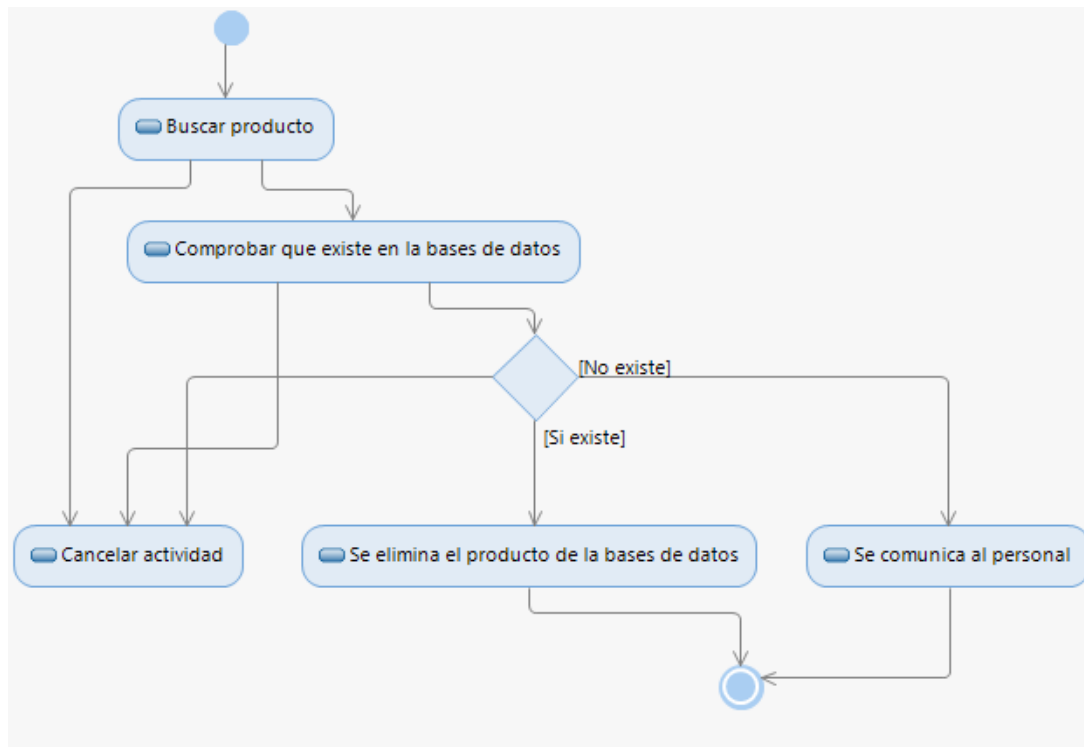 Buscar producto
Comprobar que existe en la bases de datos
[No existe]
[Si existe]
Cancelar actividad
Se elimina el producto de la bases de datos
Se comunica al personal